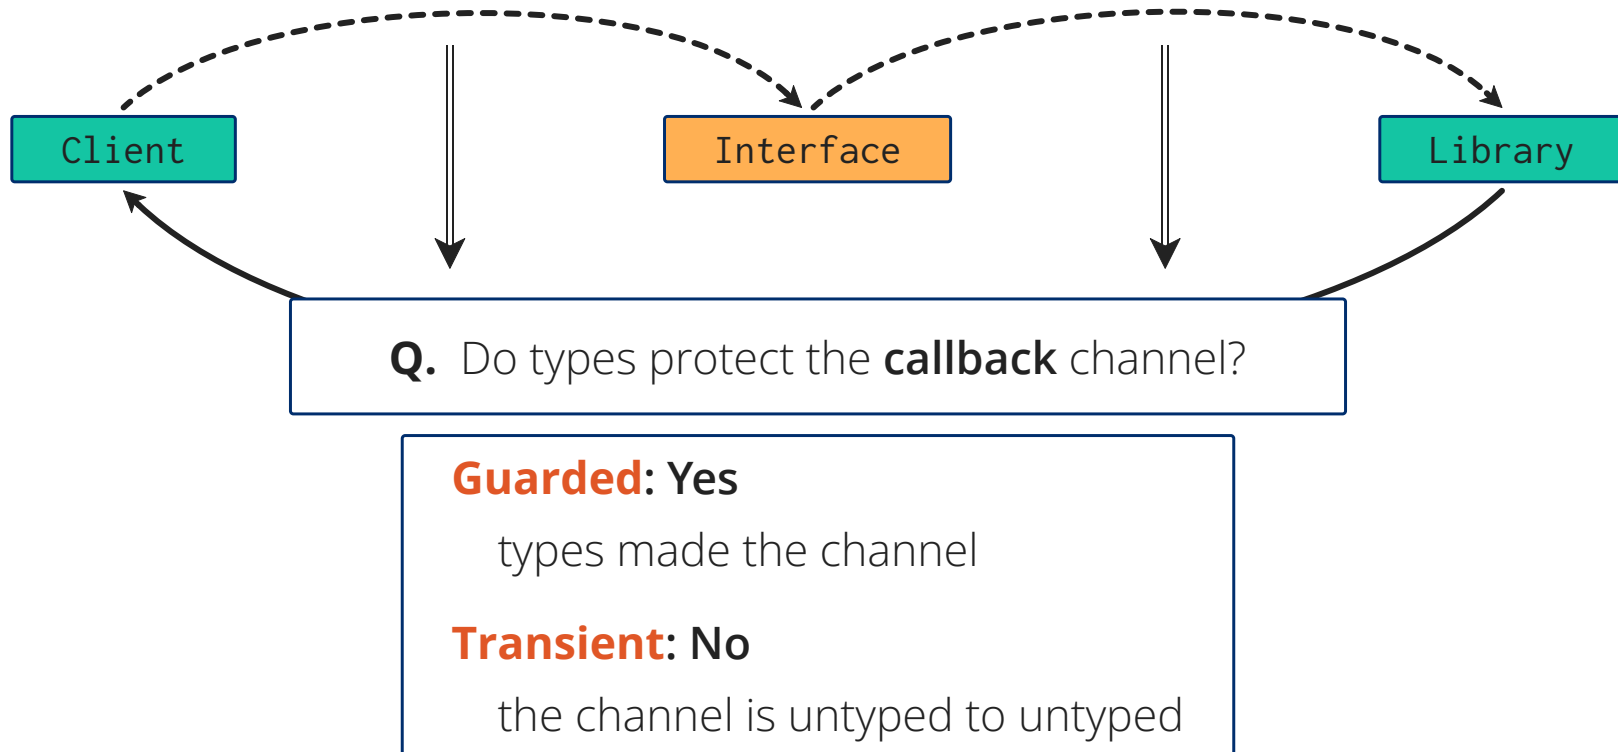 Client
Interface
Library
Q. Do types protect the callback channel?
Guarded: Yes
types made the channel
Transient: No
the channel is untyped to untyped